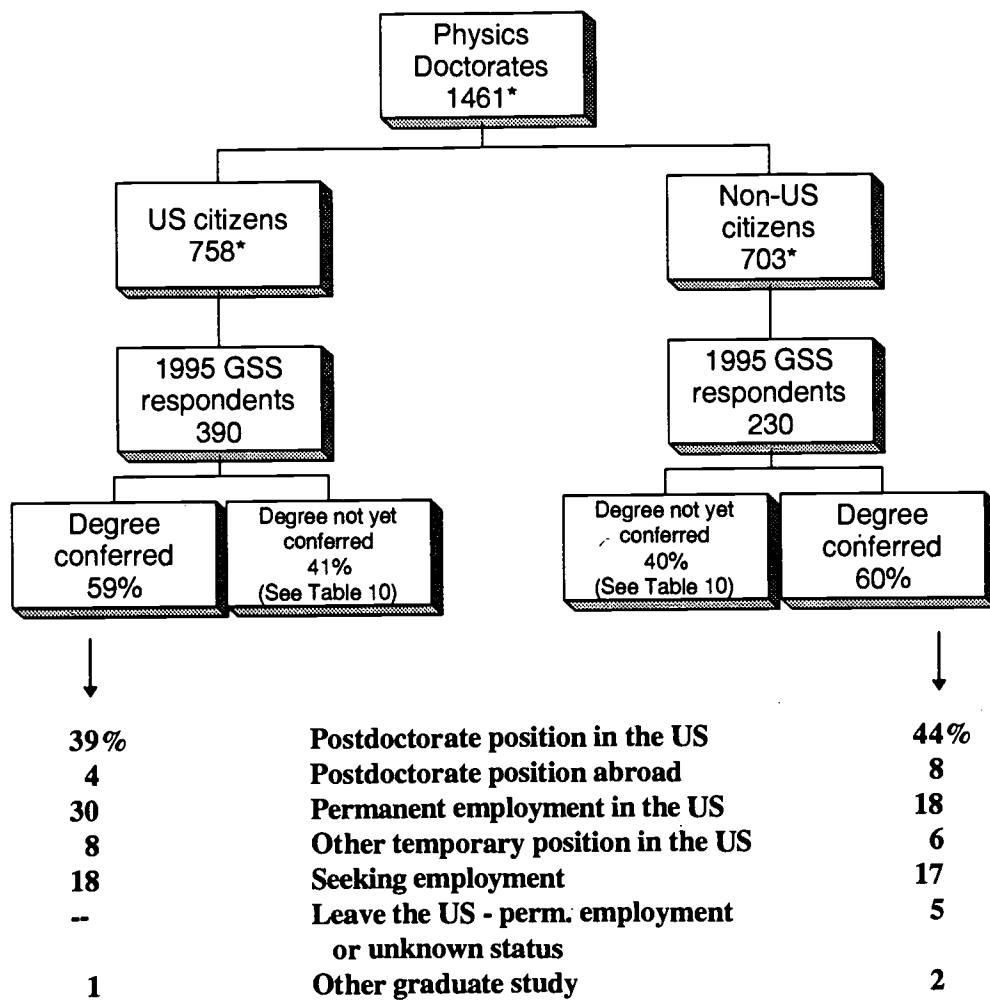 Physics
Doctorates
1461*
US citizens
758*
Non-US
citizens
703*
1995 GSS
respondents
390
1995 GSS
respondents
230
Degree
conferred
59%
Degree not yet
conferred
41%
(See Table 10)
Degree not yet
conferred
40%
(See Table 10)
Degree
conferred
60%
39% Postdoctorate position in the US 44%
4 Postdoctorate position abroad 8
30 Permanent employment in the US 18
8 Other temporary position in the US 6
18 Seeking employment 17
-- Leave the US - perm. employment 5
or unknown status
1 Other graduate study 2